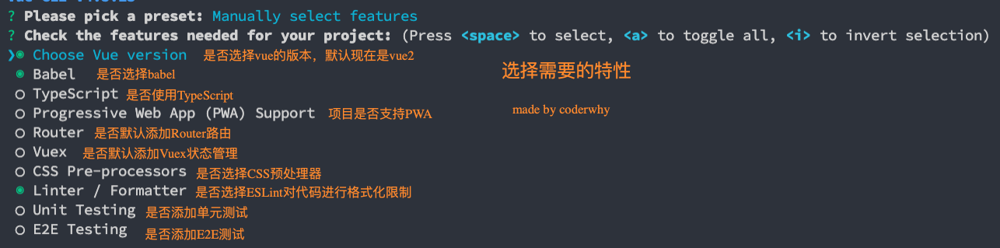 ? Please pick a preset: Manually select features
? Check the features needed for your project: (Press <space> to select, <a> to toggle all, <i> to invert selection)
❯◉ Choose Vue version 是否选择vue的版本，默认现在是vue2
◉ Babel 是否选择babel
选择需要的特性
○ TypeScript 是否使用TypeScript
○ Progressive Web App (PWA) Support 项目是否支持PWA
made by coderwhy
○ Router 是否默认添加Router路由
○ Vuex 是否默认添加Vuex状态管理
○ CSS Pre-processors 是否选择CSS预处理器
◉ Linter / Formatter 是否选择ESLint对代码进行格式化限制
○ Unit Testing 是否添加单元测试
○ E2E Testing 是否添加E2E测试